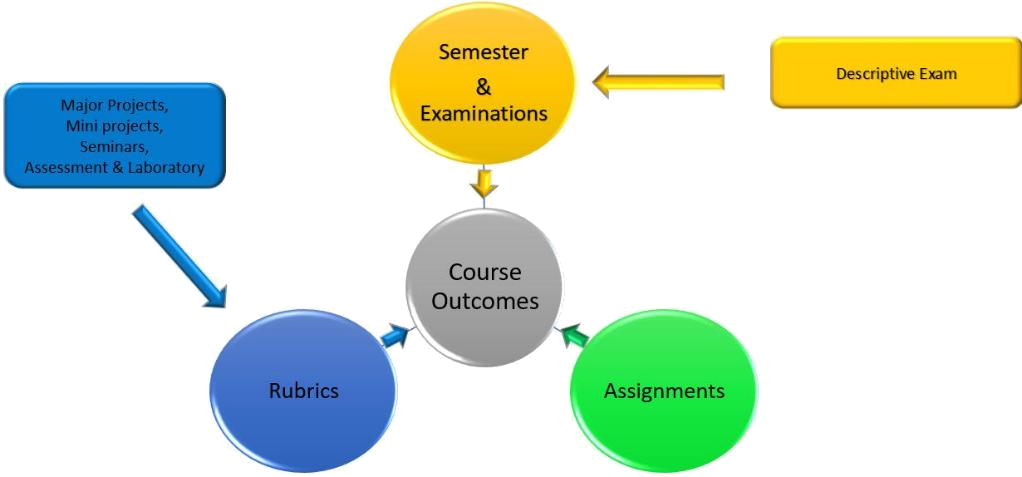 Semester
&
Examinations
Descriptive Exam
Major Projects,
Mini projects,
Seminars,
Assessment & Laboratory
Course
Outcomes
Rubrics
Assignments